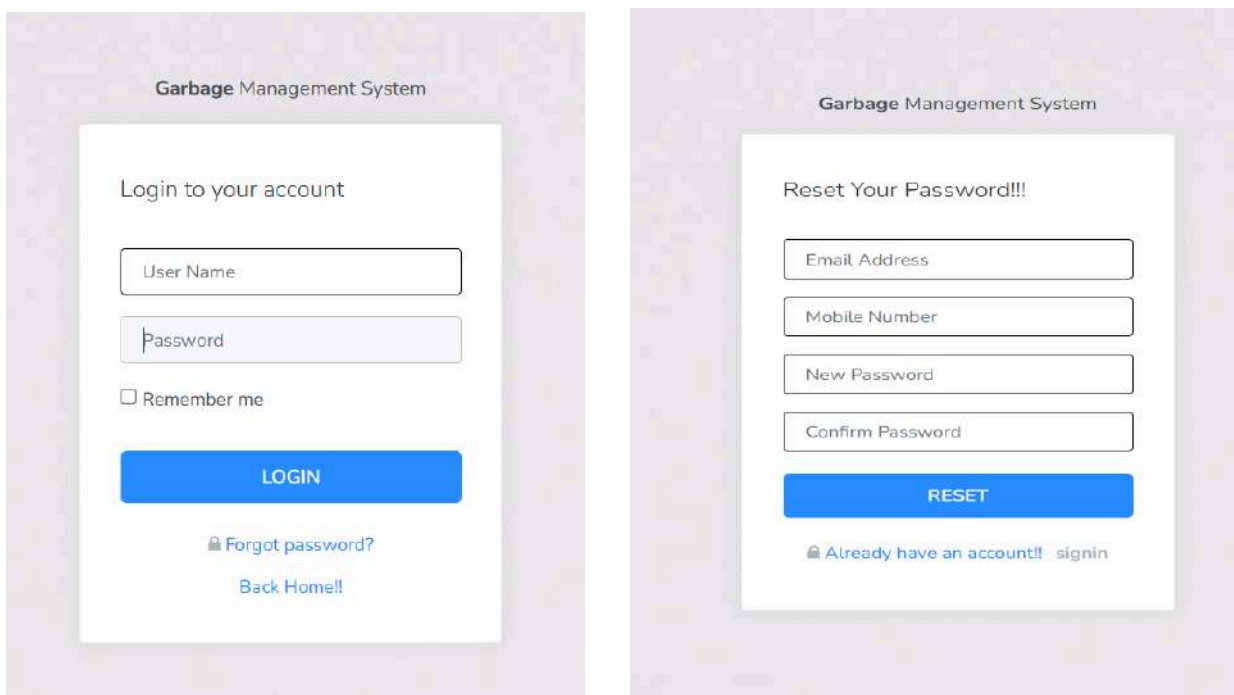 Garbage Management System
Login to your account
User Name
Password
Remember me
LOGIN
Forgot password?
Back Home!!
Garbage Management System
Reset Your Password!!!
Email Address
Mobile Number
New Password
Confirm Password
RESET
Already have an account!! signin